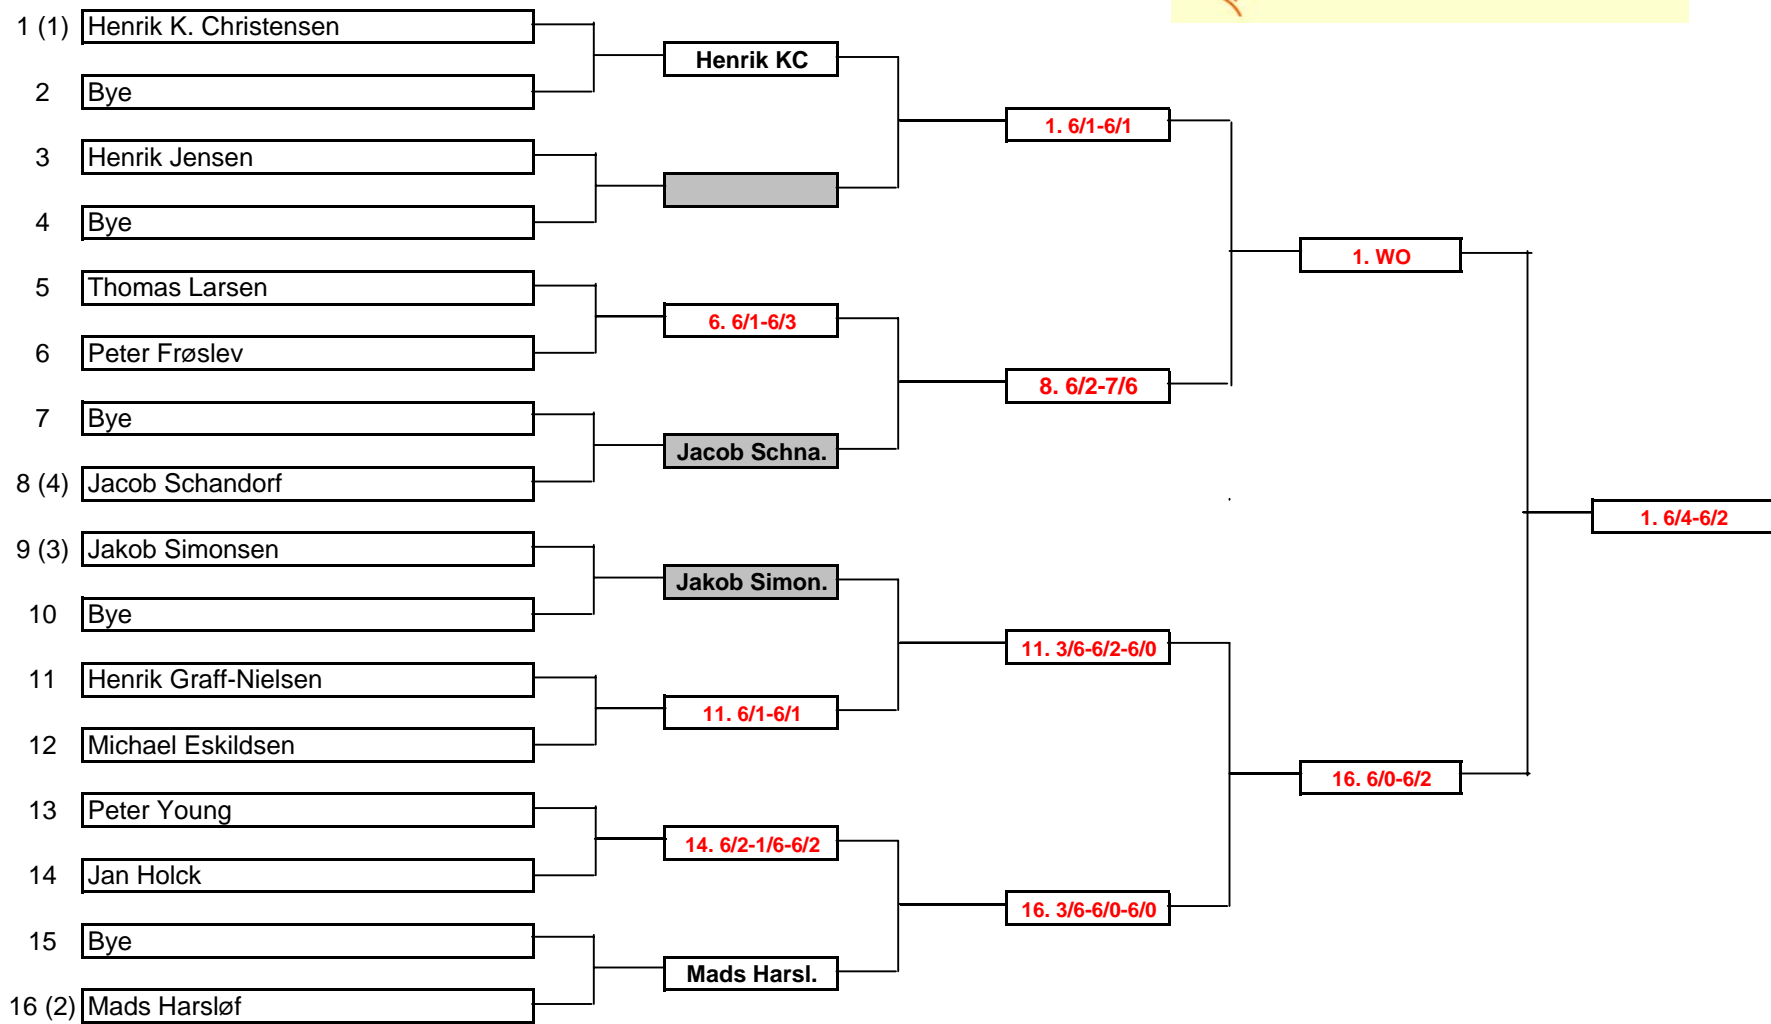 1 (1) Henrik K. Christensen
Henrik KC
2 Bye
1. 6/1-6/1
3 Henrik Jensen
4 Bye
1. WO
5 Thomas Larsen
6. 6/1-6/3
6 Peter Frøslev
8. 6/2-7/6
7 Bye
Jacob Schna.
8 (4) Jacob Schandorf
1. 6/4-6/2
9 (3) Jakob Simonsen
Jakob Simon.
10 Bye
11. 3/6-6/2-6/0
11 Henrik Graff-Nielsen
11. 6/1-6/1
12 Michael Eskildsen
16. 6/0-6/2
13 Peter Young
14. 6/2-1/6-6/2
14 Jan Holck
16. 3/6-6/0-6/0
15 Bye
Mads Harsl.
16 (2) Mads Harsløf